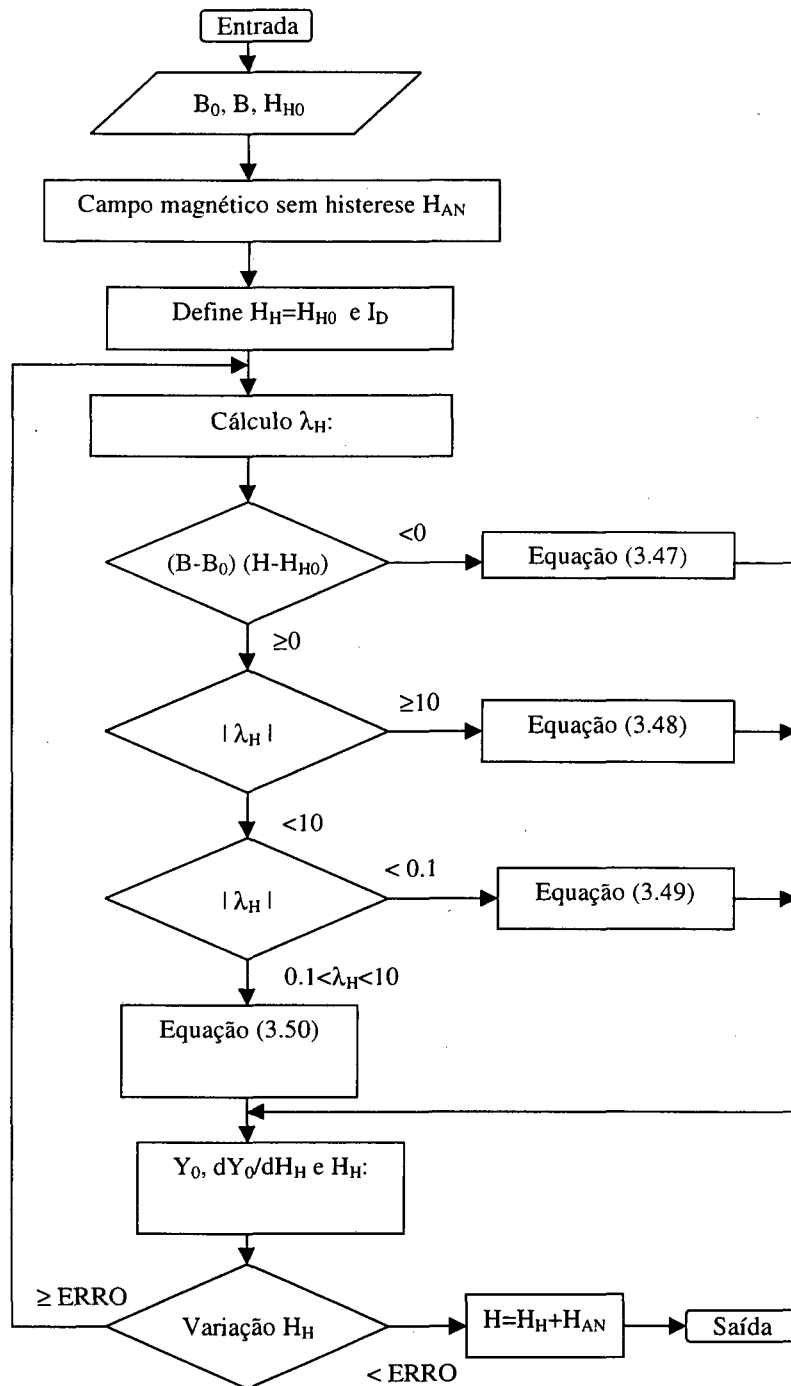 Entrada
B₀, B, H_H0
Campo magnético sem histerese H_AN
Define H_H=H_H0 e I_D
Cálculo λ_H:
(B-B₀) (H-H_H0)
<0
Equação (3.47)
≥0
| λ_H |
≥10
Equação (3.48)
<10
| λ_H |
< 0.1
Equação (3.49)
0.1<λ_H<10
Equação (3.50)
Y₀, dY₀/dH_H e H_H:
≥ ERRO
Variação H_H
H=H_H+H_AN
Saída
< ERRO